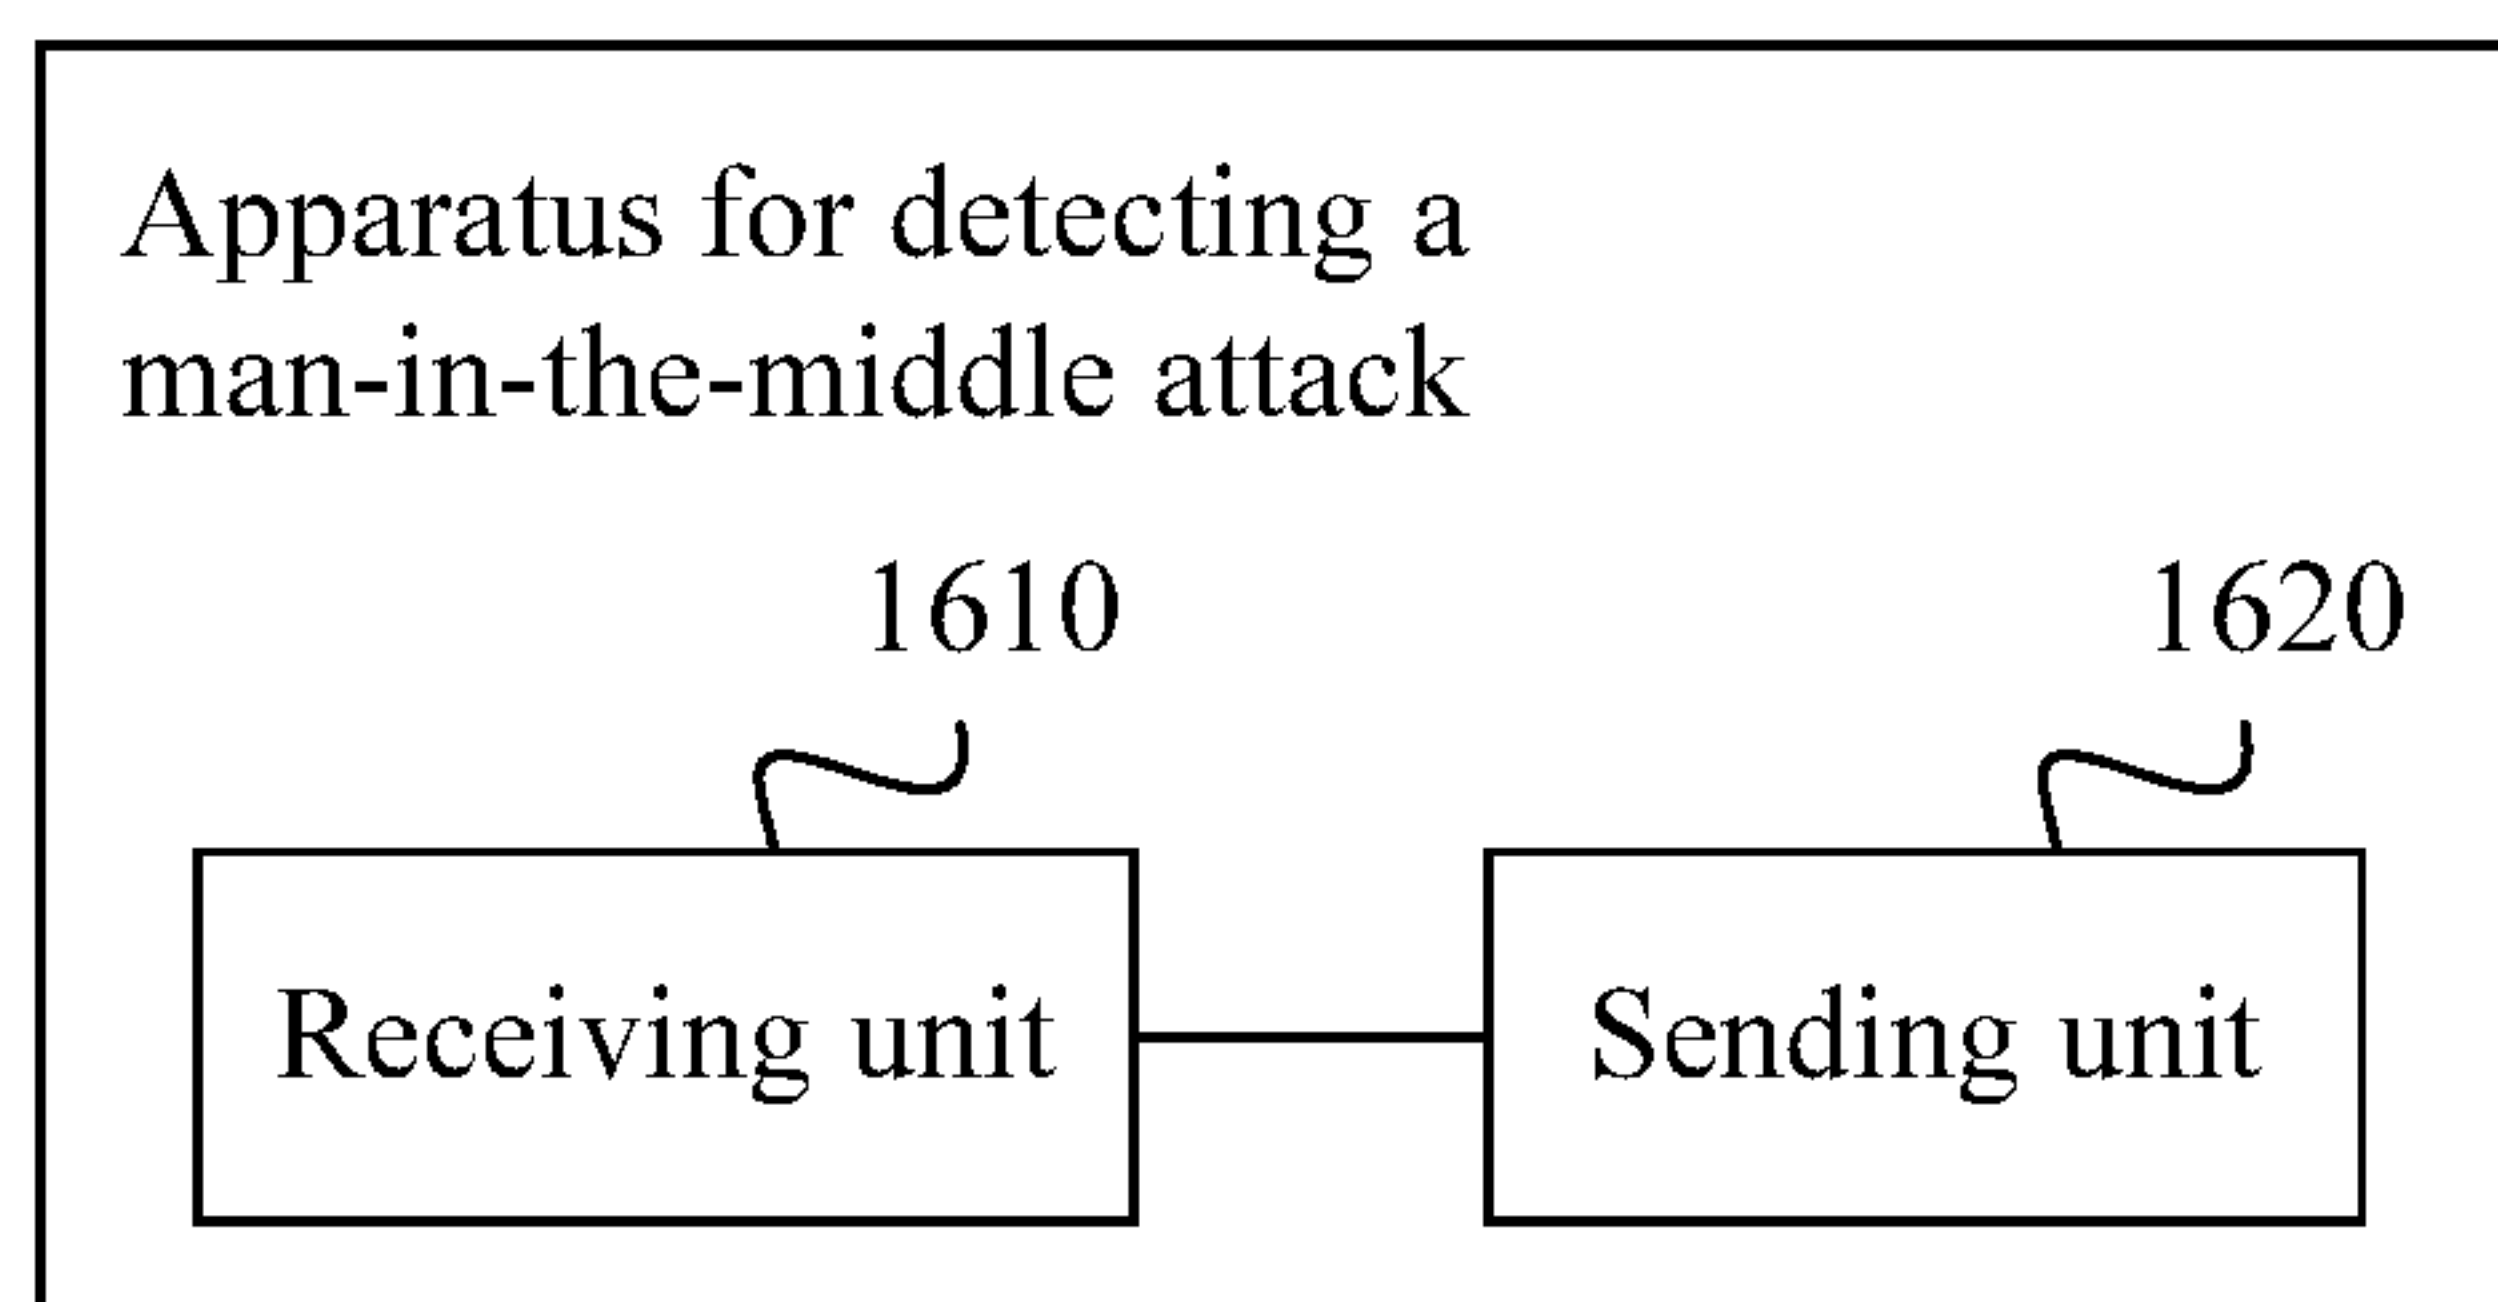 Apparatus for detecting a
man-in-the-middle attack
1610
1620
Receiving unit
Sending unit